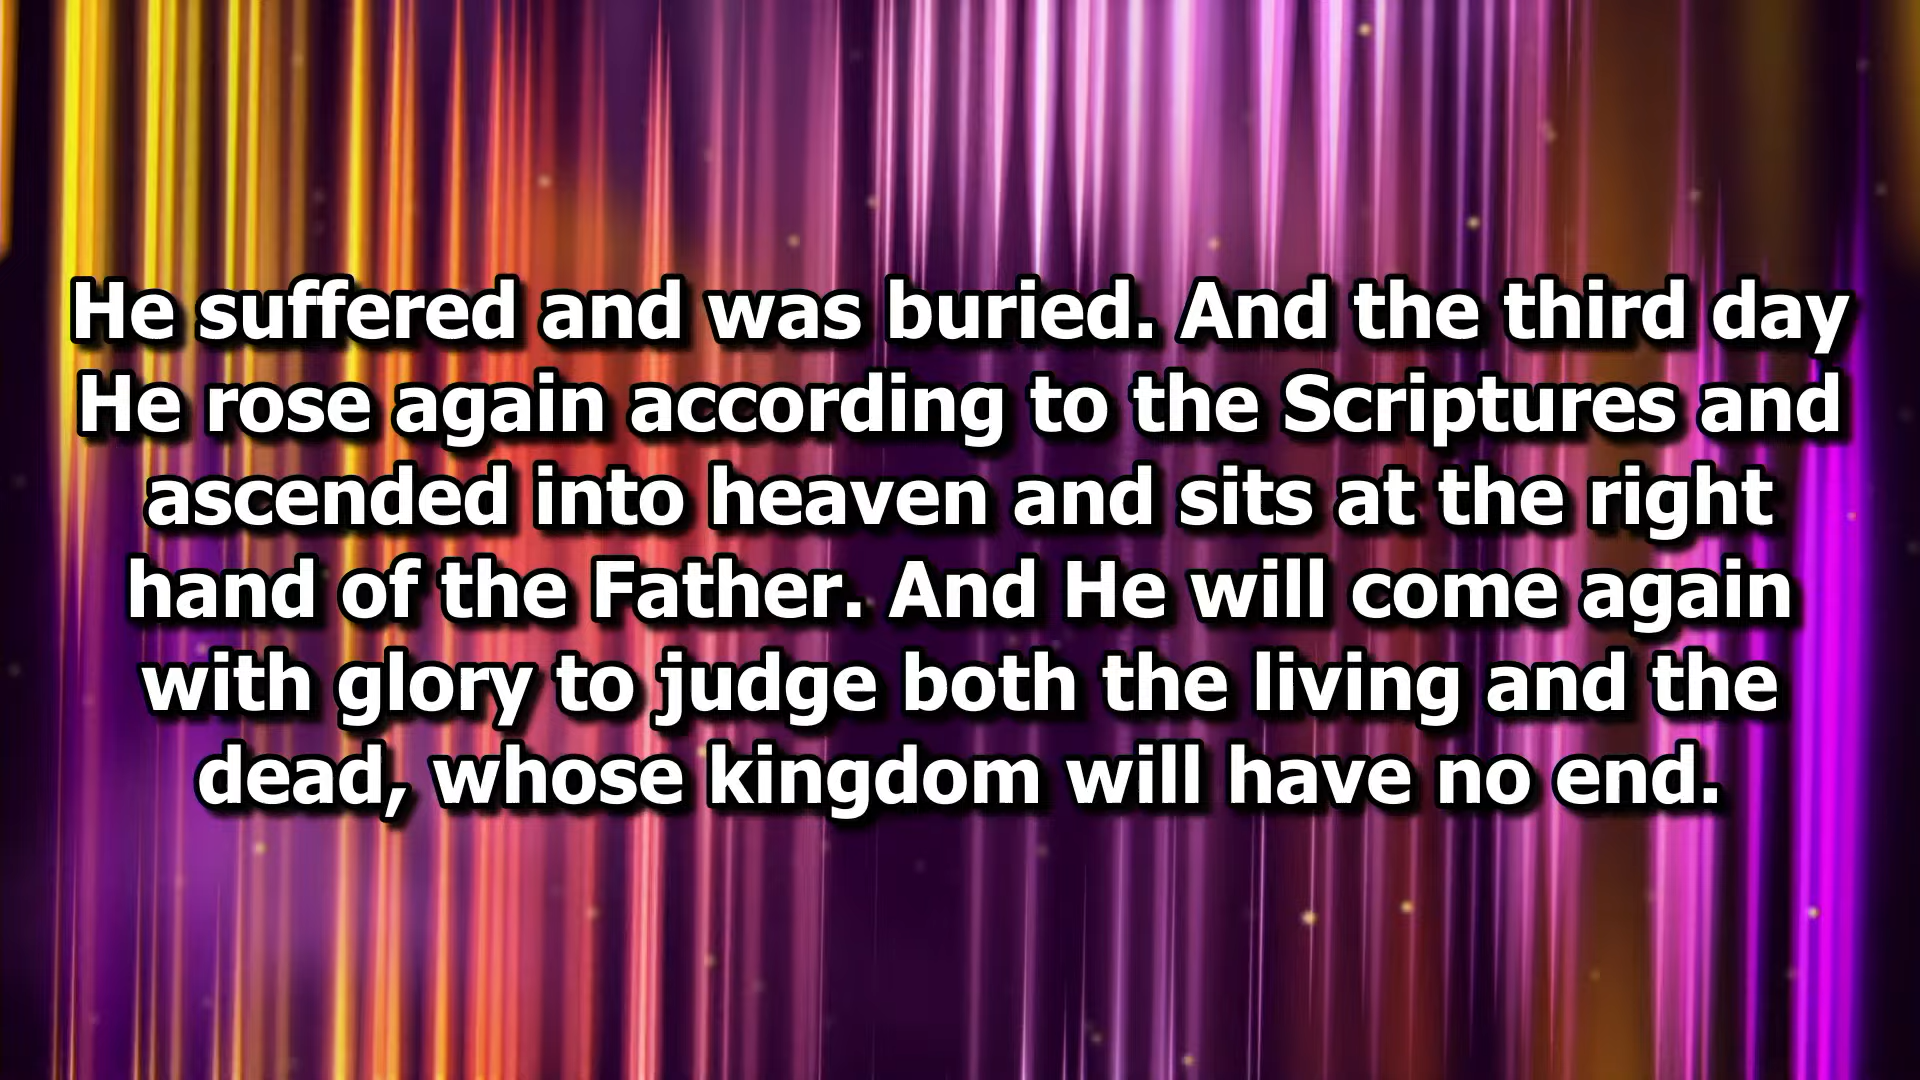 He suffered and was buried. And the third day
He rose again according to the Scriptures and
ascended into heaven and sits at the right
hand of the Father. And He will come again
with glory to judge both the living and the
dead, whose kingdom will have no end.